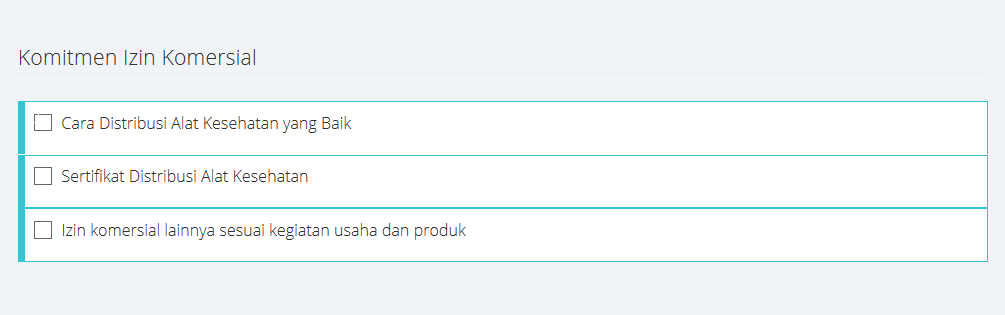 Komitmen Izin Komersial
Cara Distribusi Alat Kesehatan yang Baik
Sertifikat Distribusi Alat Kesehatan
Izin komersial lainnya sesuai kegiatan usaha dan produk